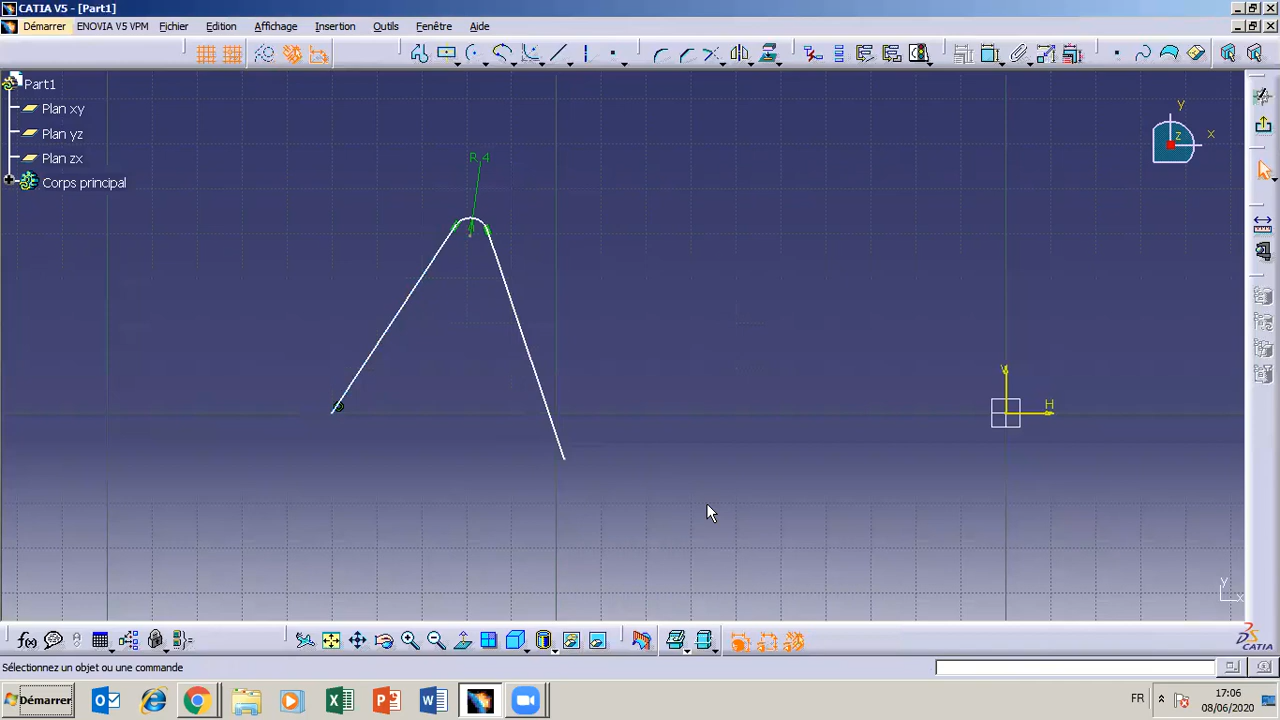 CATIA V5 - [Part1]
Démarrer ENOVIA V5 VPM Fichier Edition Affichage Insertion Outils Fenêtre Aide
Part1
Plan xy
Plan yz
Plan zx
Corps principal
R 4
y
x
z
V
H
y
x
f(x)
CATIA
Sélectionnez un objet ou une commande
Démarrer
FR
17:06
08/06/2020